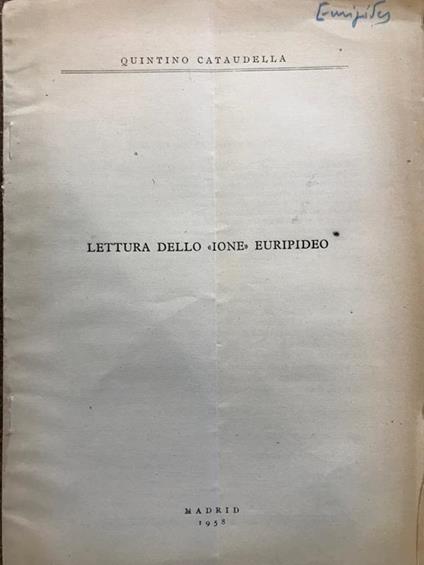 Euripides
QUINTINO CATAUDELLA
LETTURA DELLO «IONE» EURIPIDEO
MADRID
1958